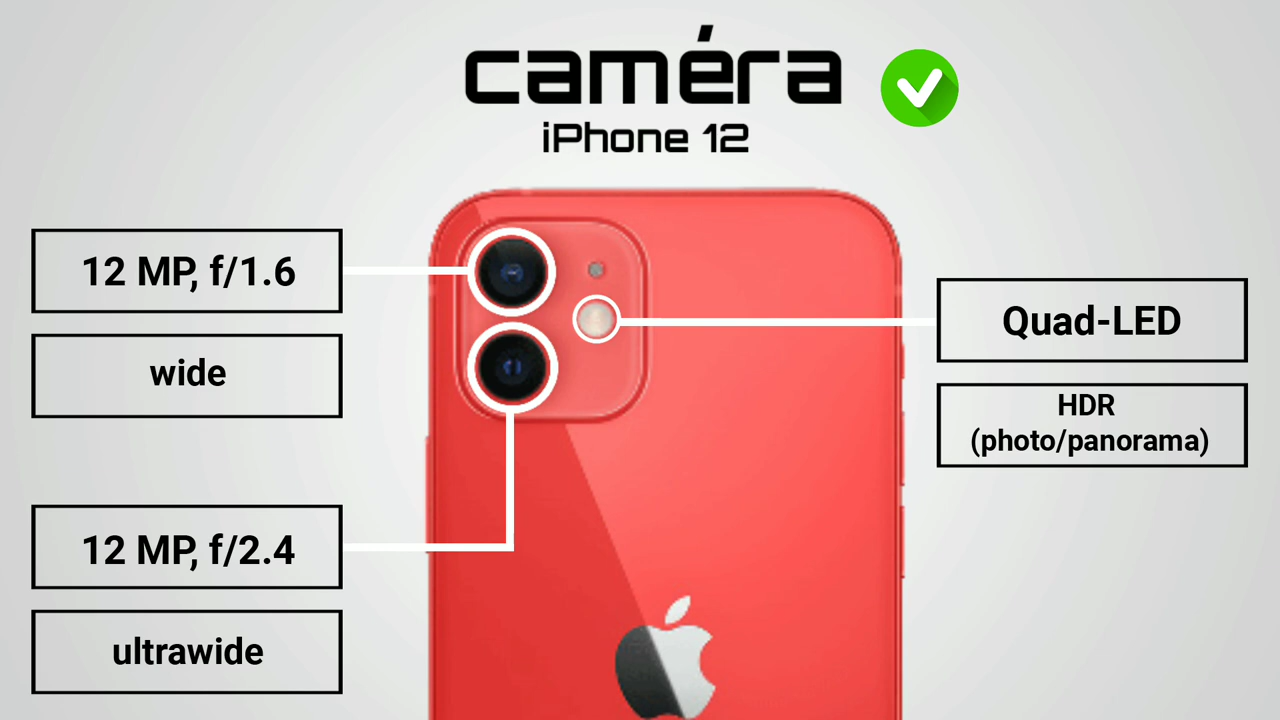 caméra
iPhone 12
12 MP, f/1.6
wide
12 MP, f/2.4
ultrawide
Quad-LED
HDR
(photo/panorama)